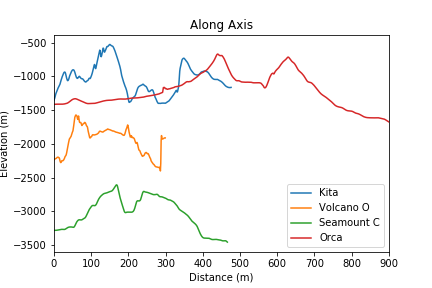 Along Axis
Elevation (m)
−500
−1000
−1500
−2000
−2500
−3000
−3500
0 100 200 300 400 500 600 700 800 900
Distance (m)
Kita
Volcano O
Seamount C
Orca